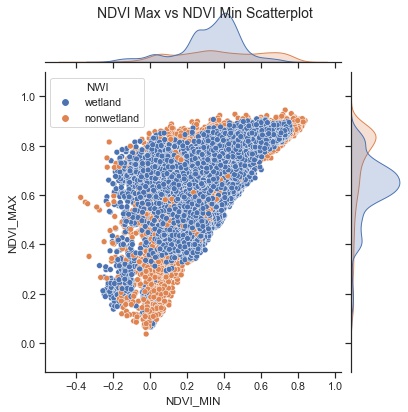 NDVI Max vs NDVI Min Scatterplot
NWI
wetland
nonwetland
1.0
0.8
0.6
0.4
0.2
0.0
NDVI_MAX
−0.4 −0.2 0.0 0.2 0.4 0.6 0.8 1.0
NDVI_MIN